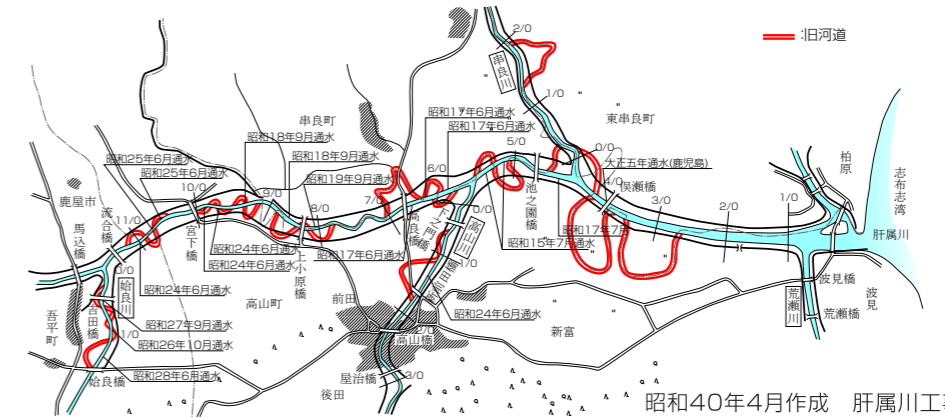 :旧河道
2/0
串良川
1/0
東串良町
串良町
昭和17年6月通水
昭和17年6月通水
5/0
0/0
大正五年通水(鹿児島)
4/0
俣瀬橋
3/0
2/0
1/0
柏原
志布志湾
肝属川
波見橋
波見
荒瀬川
荒瀬橋
昭和18年9月通水
昭和18年9月通水
昭和19年9月通水
昭和25年6月通水
昭和25年6月通水
10/0
9/0
8/0
7/0
6/0
鹿屋市
馬込橋
流合橋
11/0
宮下橋
上小原橋
高良橋
下之門橋
0/0
高山川
池之園橋
昭和17年7月
昭和15年7月通水
昭和17年6月通水
昭和24年6月通水
昭和24年6月通水
昭和24年6月通水
0/0
姶良川
吉田橋
吾平町
昭和27年9月通水
1/0
昭和26年10月通水
姶良橋
昭和28年6月通水
高山町
前田
1/0
昭和24年6月通水
新富
2/0
高山橋
屋治橋
3/0
後田
昭和40年4月作成 肝属川工